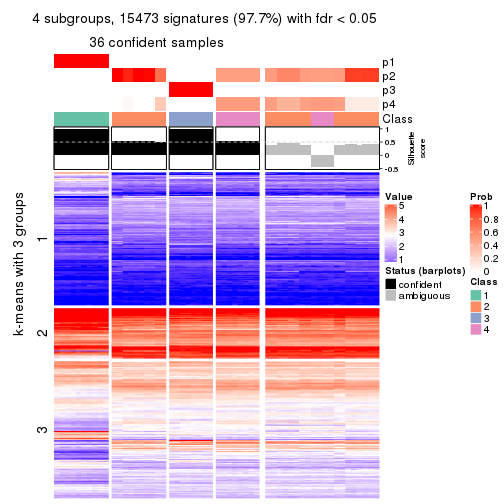 4 subgroups, 15473 signatures (97.7%) with fdr < 0.05
36 confident samples
p1
p2
p3
p4
Class
1
0.5
0
-0.5
Silhouette
score
k-means with 3 groups
1
2
3
Value
5
4
3
2
1
Status (barplots)
confident
ambiguous
Prob
1
0.8
0.6
0.4
0.2
0
Class
1
2
3
4